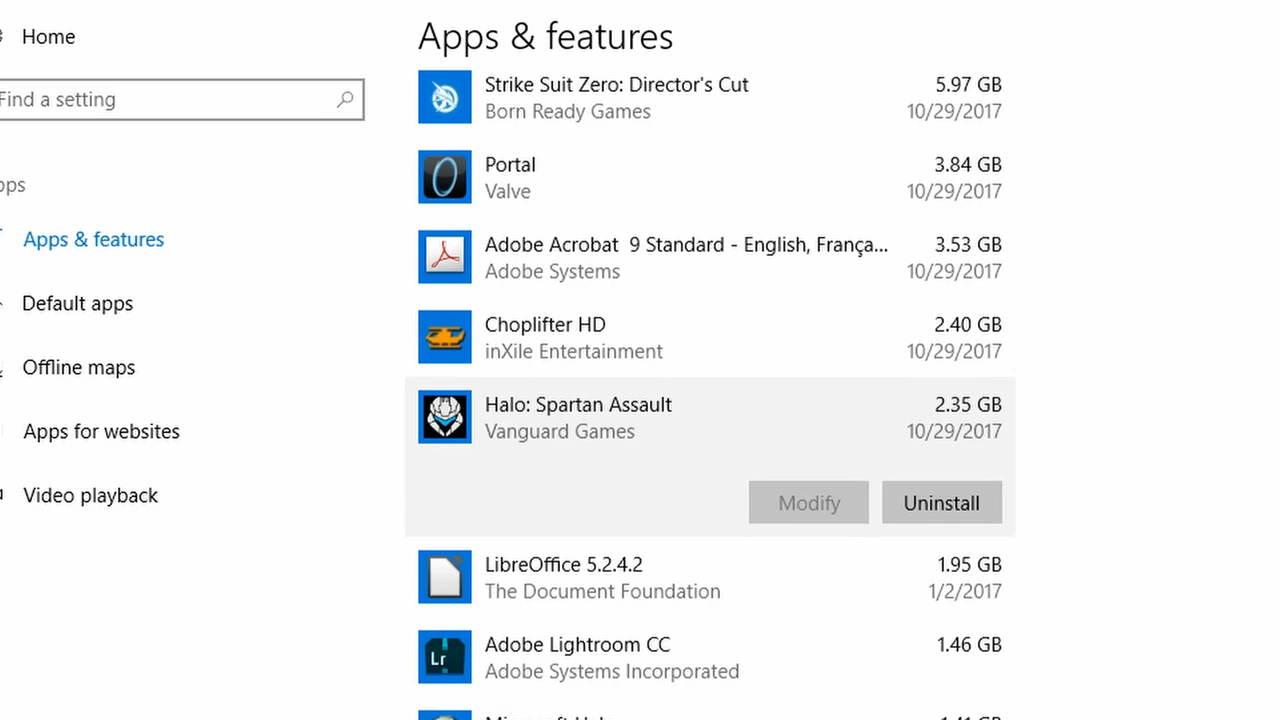 Home
Find a setting
Apps & features
Default apps
Offline maps
Apps for websites
Video playback
Apps & features
Strike Suit Zero: Director's Cut 5.97 GB
Born Ready Games 10/29/2017
Portal 3.84 GB
Valve 10/29/2017
Adobe Acrobat 9 Standard - English, França... 3.53 GB
Adobe Systems 10/29/2017
Choplifter HD 2.40 GB
inXile Entertainment 10/29/2017
Halo: Spartan Assault 2.35 GB
Vanguard Games 10/29/2017
Modify Uninstall
LibreOffice 5.2.4.2 1.95 GB
The Document Foundation 1/2/2017
Lr
Adobe Lightroom CC 1.46 GB
Adobe Systems Incorporated